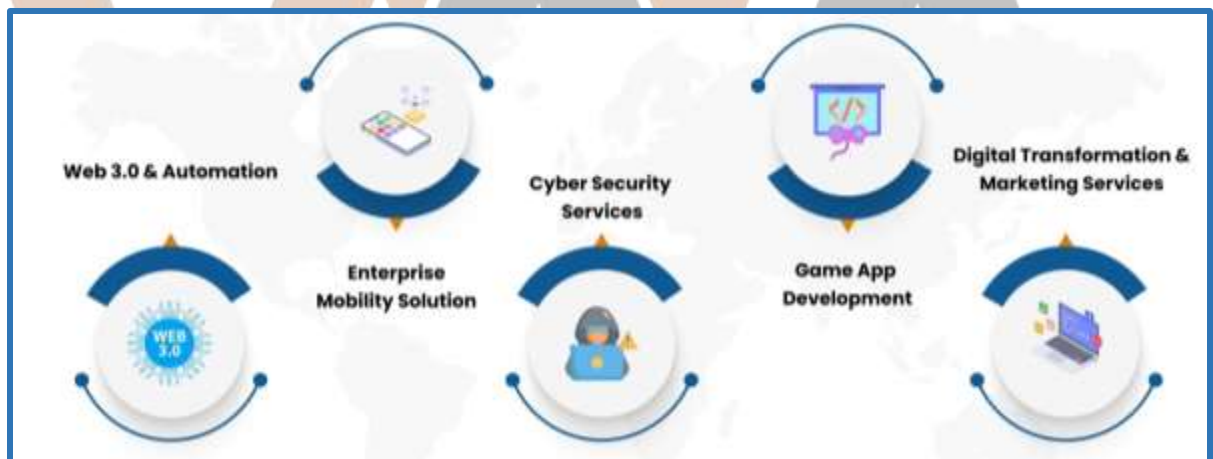 Web 3.0 & Automation
WEB
3.0
Enterprise
Mobility Solution
Cyber Security
Services
Game App
Development
Digital Transformation &
Marketing Services